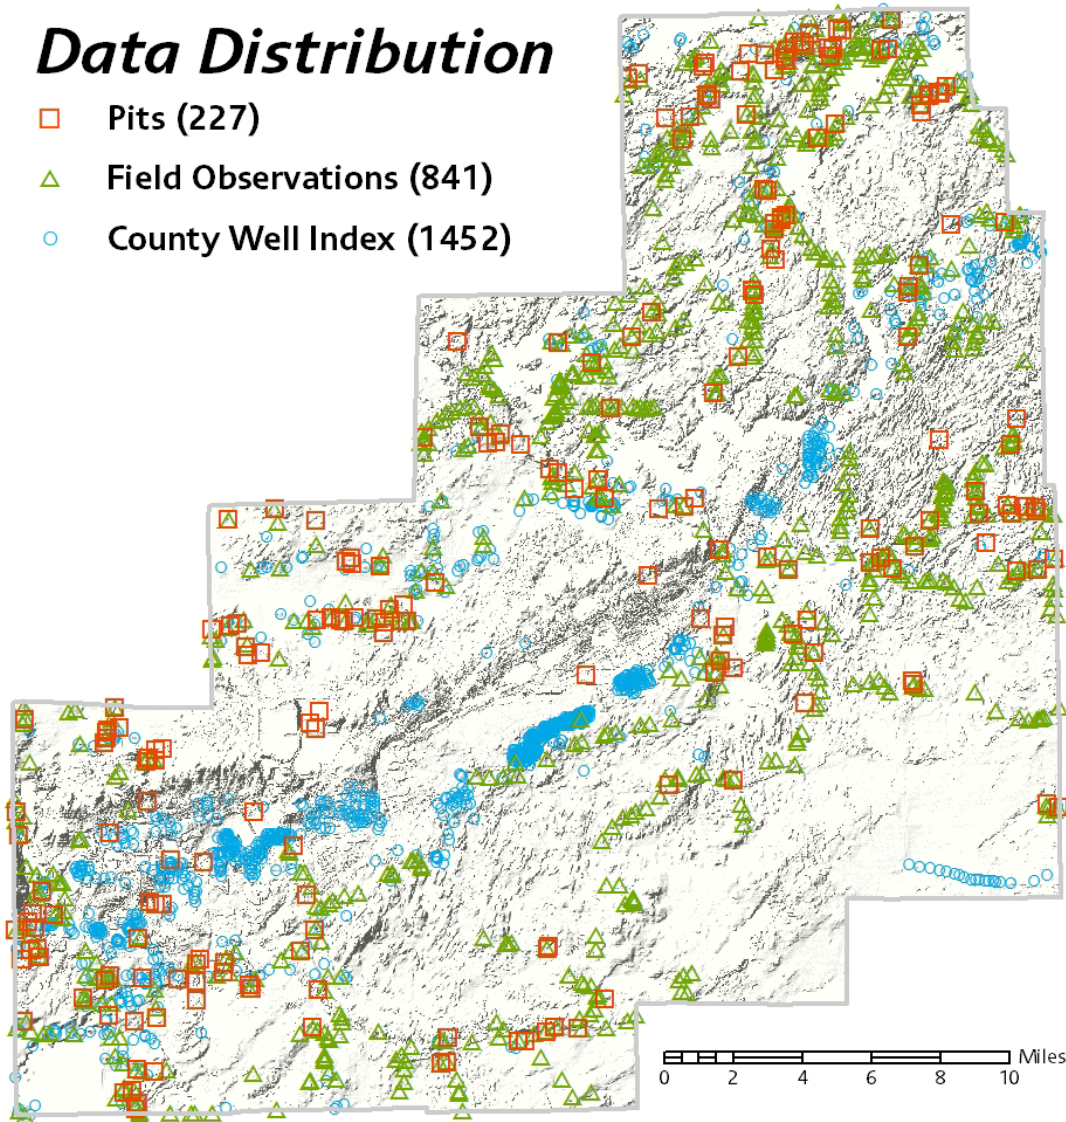 Data Distribution
Pits (227)
Field Observations (841)
County Well Index (1452)
Miles
0 2 4 6 8 10